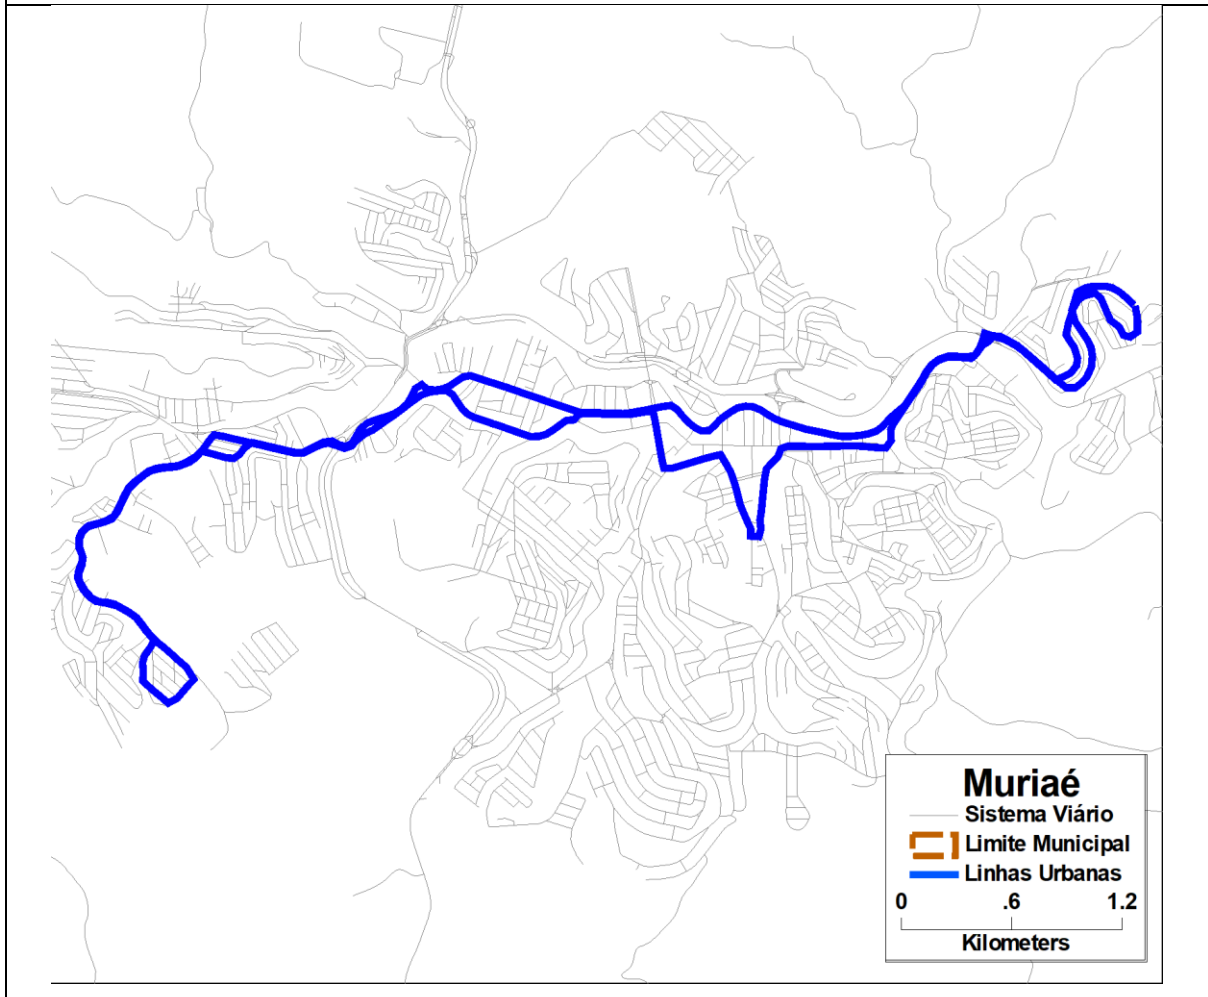 Muriaé
Sistema Viário
Limite Municipal
Linhas Urbanas
0 .6 1.2
Kilometers